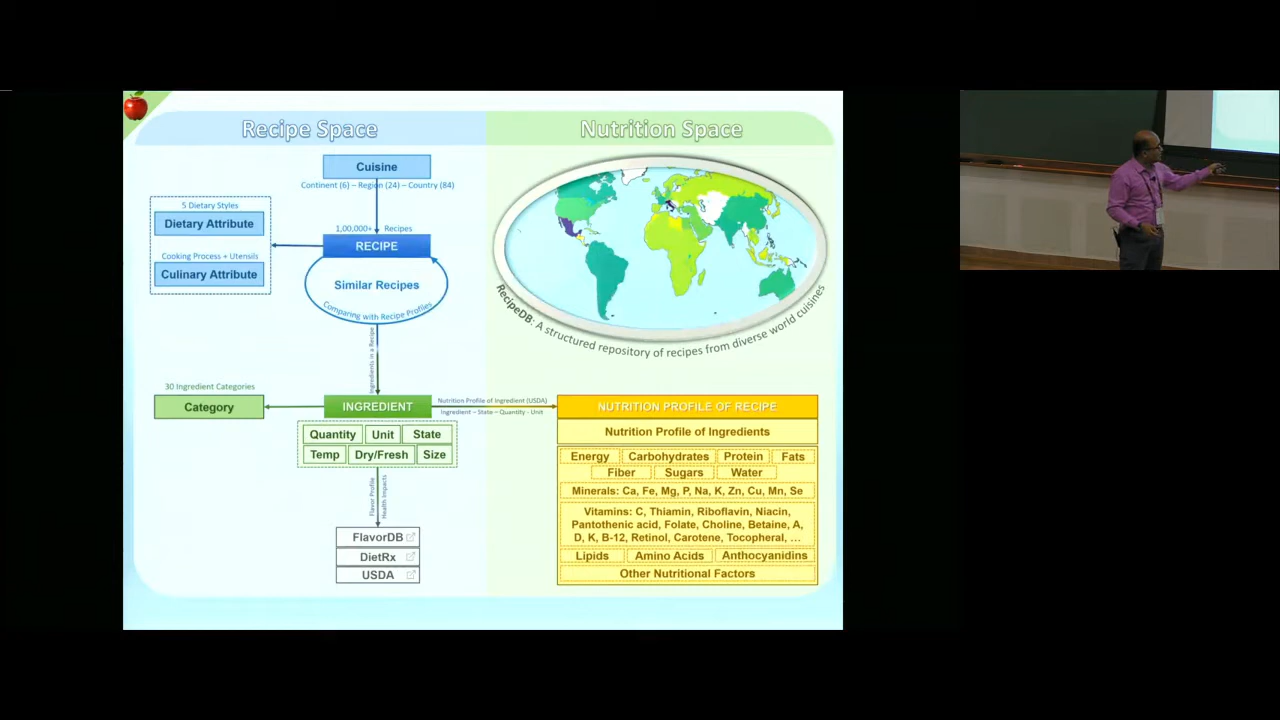 Recipe Space
Nutrition Space
Cuisine
Continent (6) – Region (24) – Country (84)
5 Dietary Styles
Dietary Attribute
Cooking Process + Utensils
Culinary Attribute
1,00,000+ Recipes
RECIPE
Similar Recipes
Comparing with Recipe Profiles
Ingredients in a Recipe
RecipeDB: A structured repository of recipes from diverse world cuisines
30 Ingredient Categories
Category
INGREDIENT
Nutrition Profile of Ingredient (USDA)
Ingredient – State – Quantity - Unit
Quantity Unit State
Temp Dry/Fresh Size
Flavor Profile
Health Impacts
FlavorDB
DietRx
USDA
NUTRITION PROFILE OF RECIPE
Nutrition Profile of Ingredients
Energy Carbohydrates Protein Fats
Fiber Sugars Water
Minerals: Ca, Fe, Mg, P, Na, K, Zn, Cu, Mn, Se
Vitamins: C, Thiamin, Riboflavin, Niacin,
Pantothenic acid, Folate, Choline, Betaine, A,
D, K, B-12, Retinol, Carotene, Tocopheral, ...
Lipids Amino Acids Anthocyanidins
Other Nutritional Factors